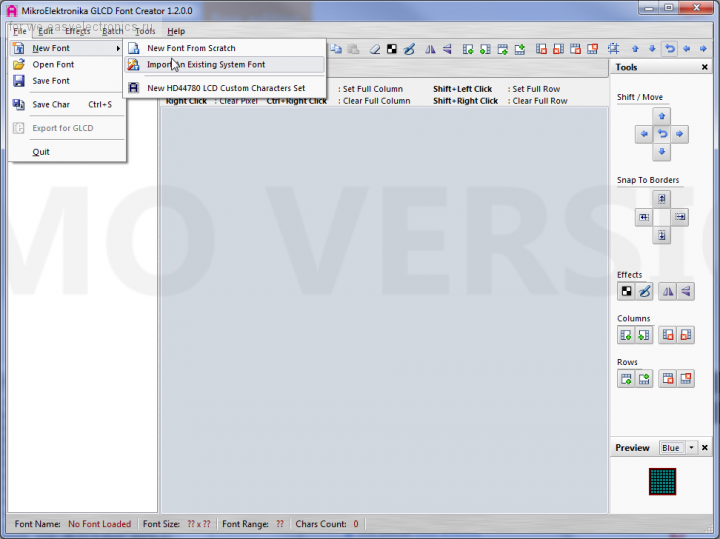 MikroElektronika GLCD Font Creator 1.2.0.0
for we.easyelectronics.ru
File Edit Effects Batch Tools Help
New Font
Open Font
Save Font
Save Char Ctrl+S
Export for GLCD
Quit
New Font From Scratch
Import An Existing System Font
New HD44780 LCD Custom Characters Set
: Set Full Column Shift+Left Click : Set Full Row
Right Click : Clear Pixel Ctrl+Right Click : Clear Full Column Shift+Right Click : Clear Full Row
MO VERSIO
Tools
Shift / Move
Snap To Borders
Effects
Columns
Rows
Preview Blue
Font Name: No Font Loaded Font Size: ?? x ?? Font Range: ?? Chars Count: 0